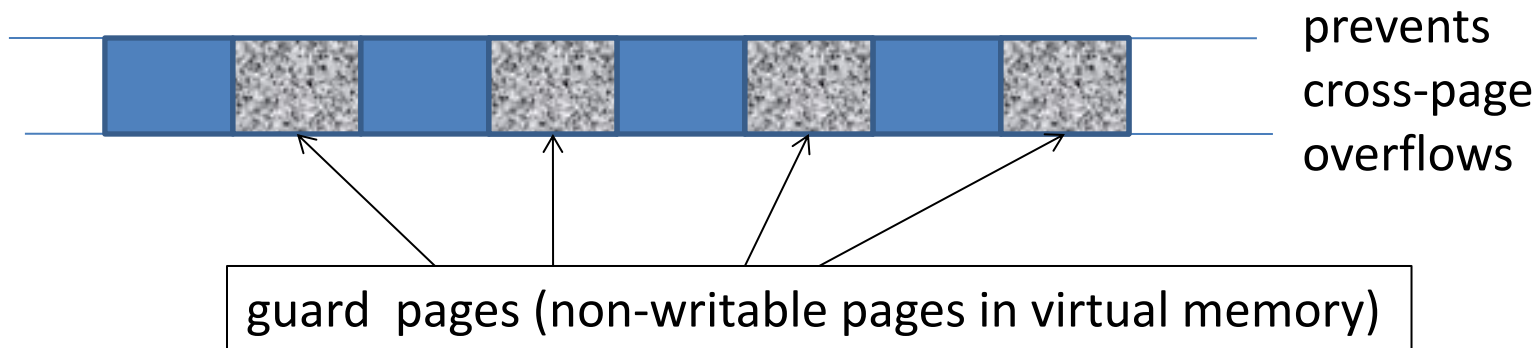 prevents
cross-page
overflows
guard pages (non-writable pages in virtual memory)